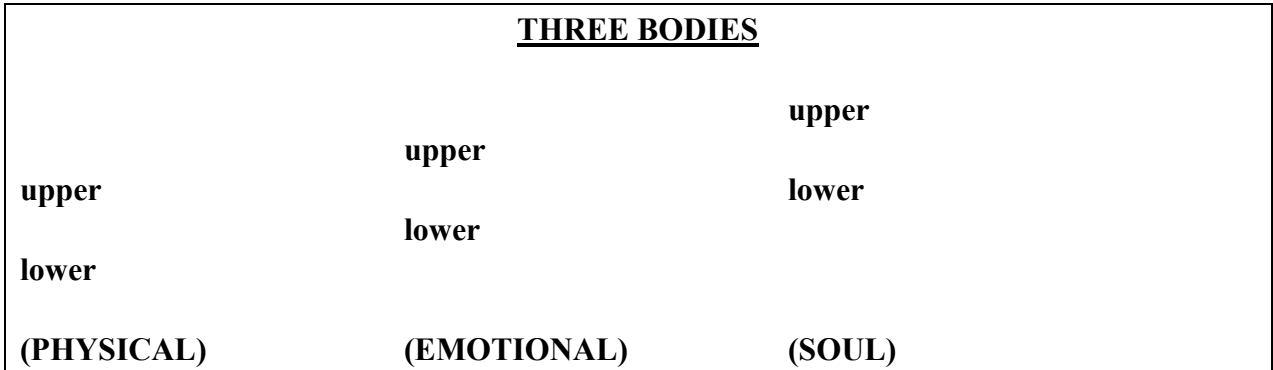 THREE BODIES
upper
upper
upper lower
lower
lower
(PHYSICAL) (EMOTIONAL) (SOUL)